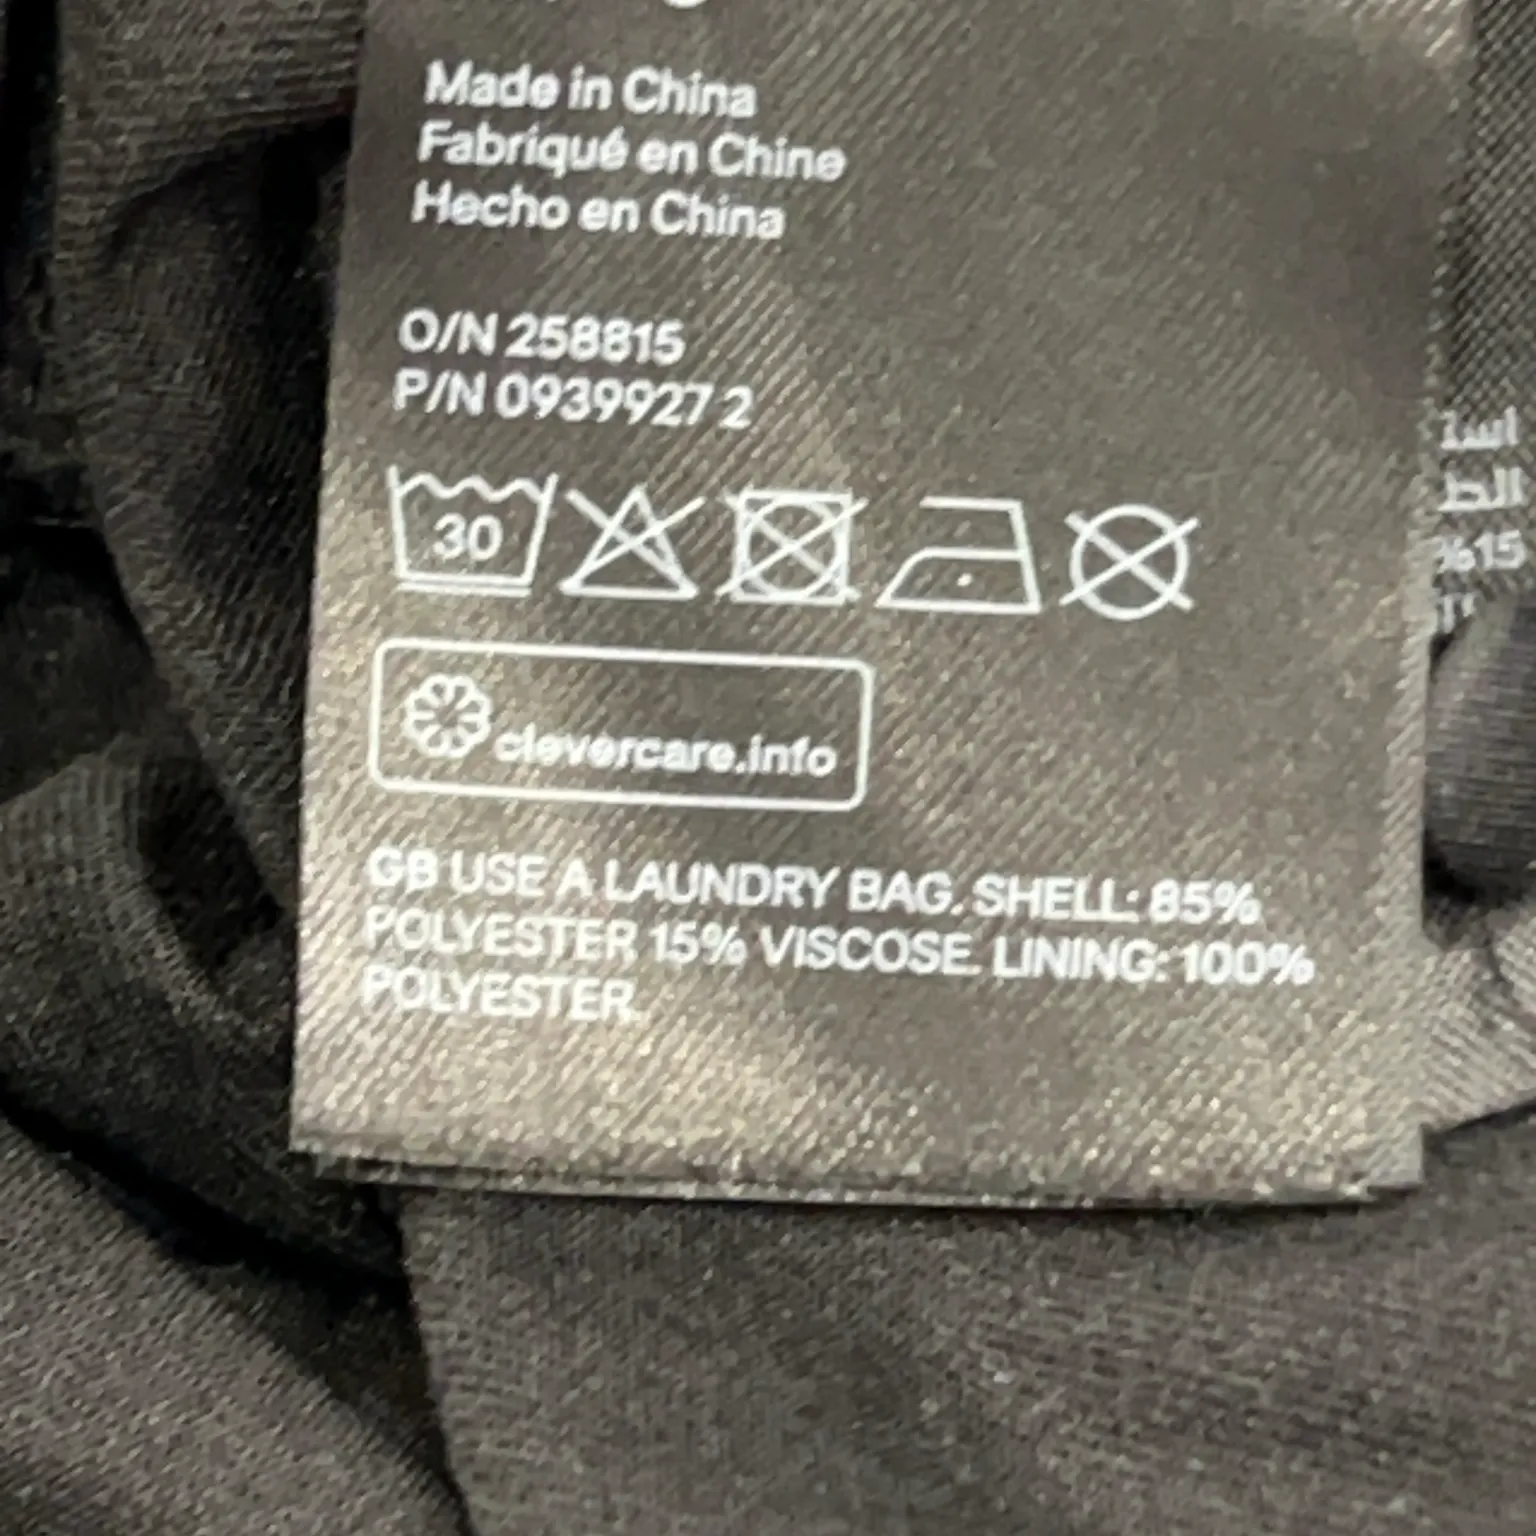 Made in China
Fabriqué en Chine
Hecho en China
O/N 258815
P/N 0939927 2
30
clevercare.info
GB USE A LAUNDRY BAG. SHELL: 85%
POLYESTER 15% VISCOSE. LINING: 100%
POLYESTER.
%15